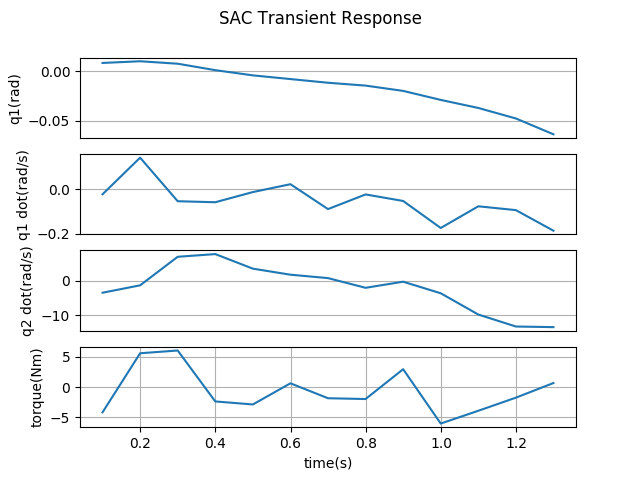 SAC Transient Response
q1(rad)
0.00
−0.05
q1 dot(rad/s)
0.0
−0.2
q2 dot(rad/s)
0
−10
torque(Nm)
5
0
−5
0.2 0.4 0.6 0.8 1.0 1.2
time(s)